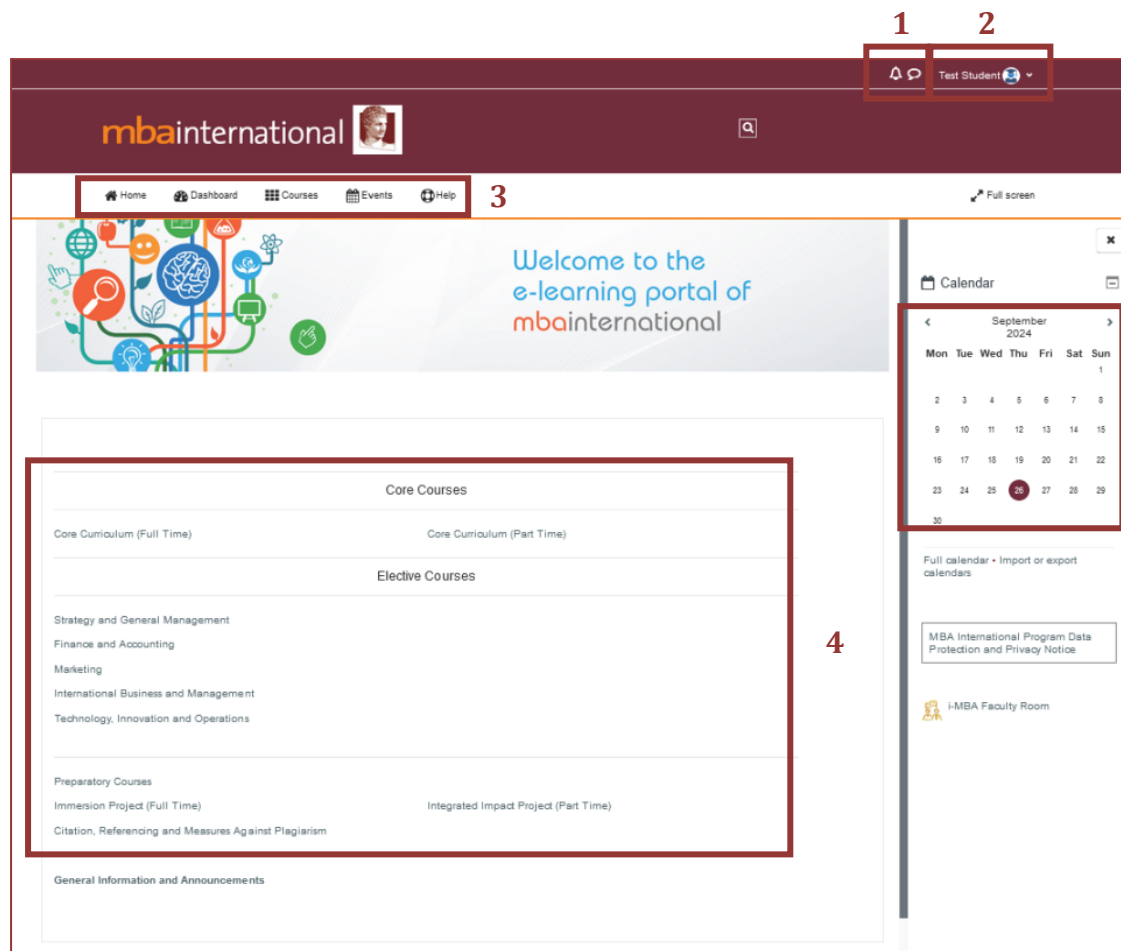 1 2
Test Student
mbainternational
Home Dashboard Courses Events Help 3 Full screen
Welcome to the
e-learning portal of
mbainternational
Calendar
September
2024
Mon Tue Wed Thu Fri Sat Sun
1
2 3 4 5 6 7 8
9 10 11 12 13 14 15
16 17 18 19 20 21 22
23 24 25 26 27 28 29
30
Full calendar • Import or export
calendars
MBA International Program Data
Protection and Privacy Notice
i-MBA Faculty Room
Core Courses
Core Curriculum (Full Time) Core Curriculum (Part Time)
Elective Courses
Strategy and General Management
Finance and Accounting
Marketing
International Business and Management
Technology, Innovation and Operations
4
Preparatory Courses
Immersion Project (Full Time) Integrated Impact Project (Part Time)
Citation, Referencing and Measures Against Plagiarism
General Information and Announcements